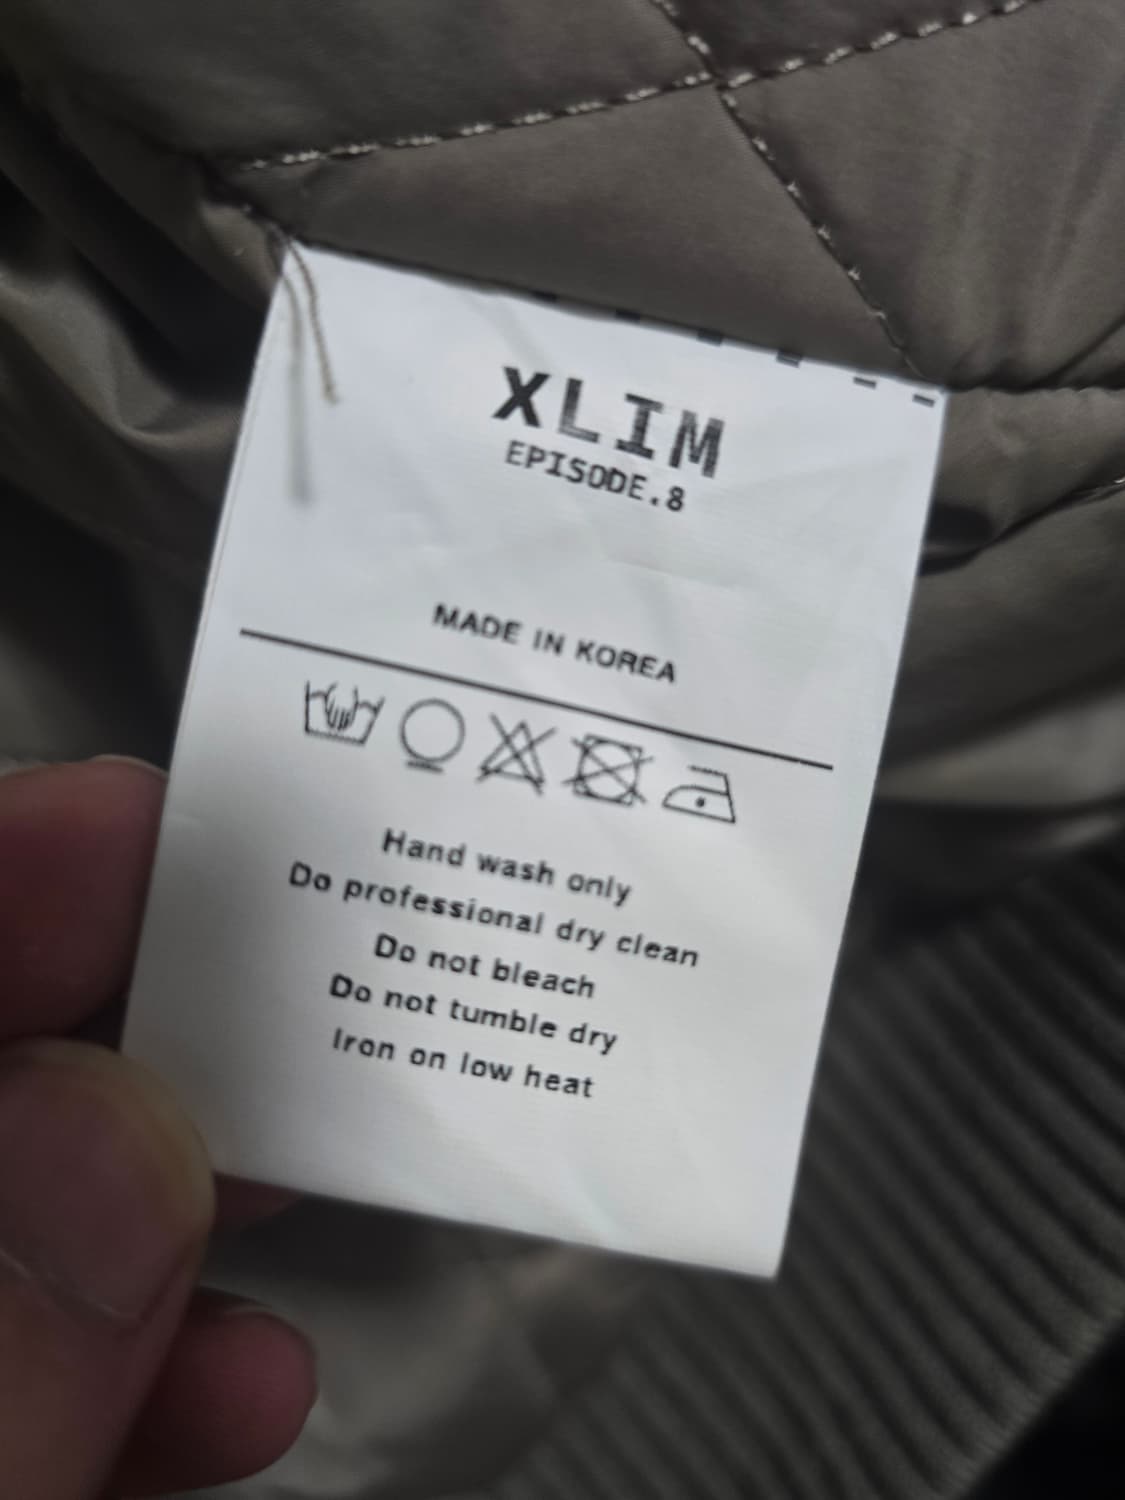 XLIM
EPISODE.8
MADE IN KOREA
Hand wash only
Do professional dry clean
Do not bleach
Do not tumble dry
Iron on low heat